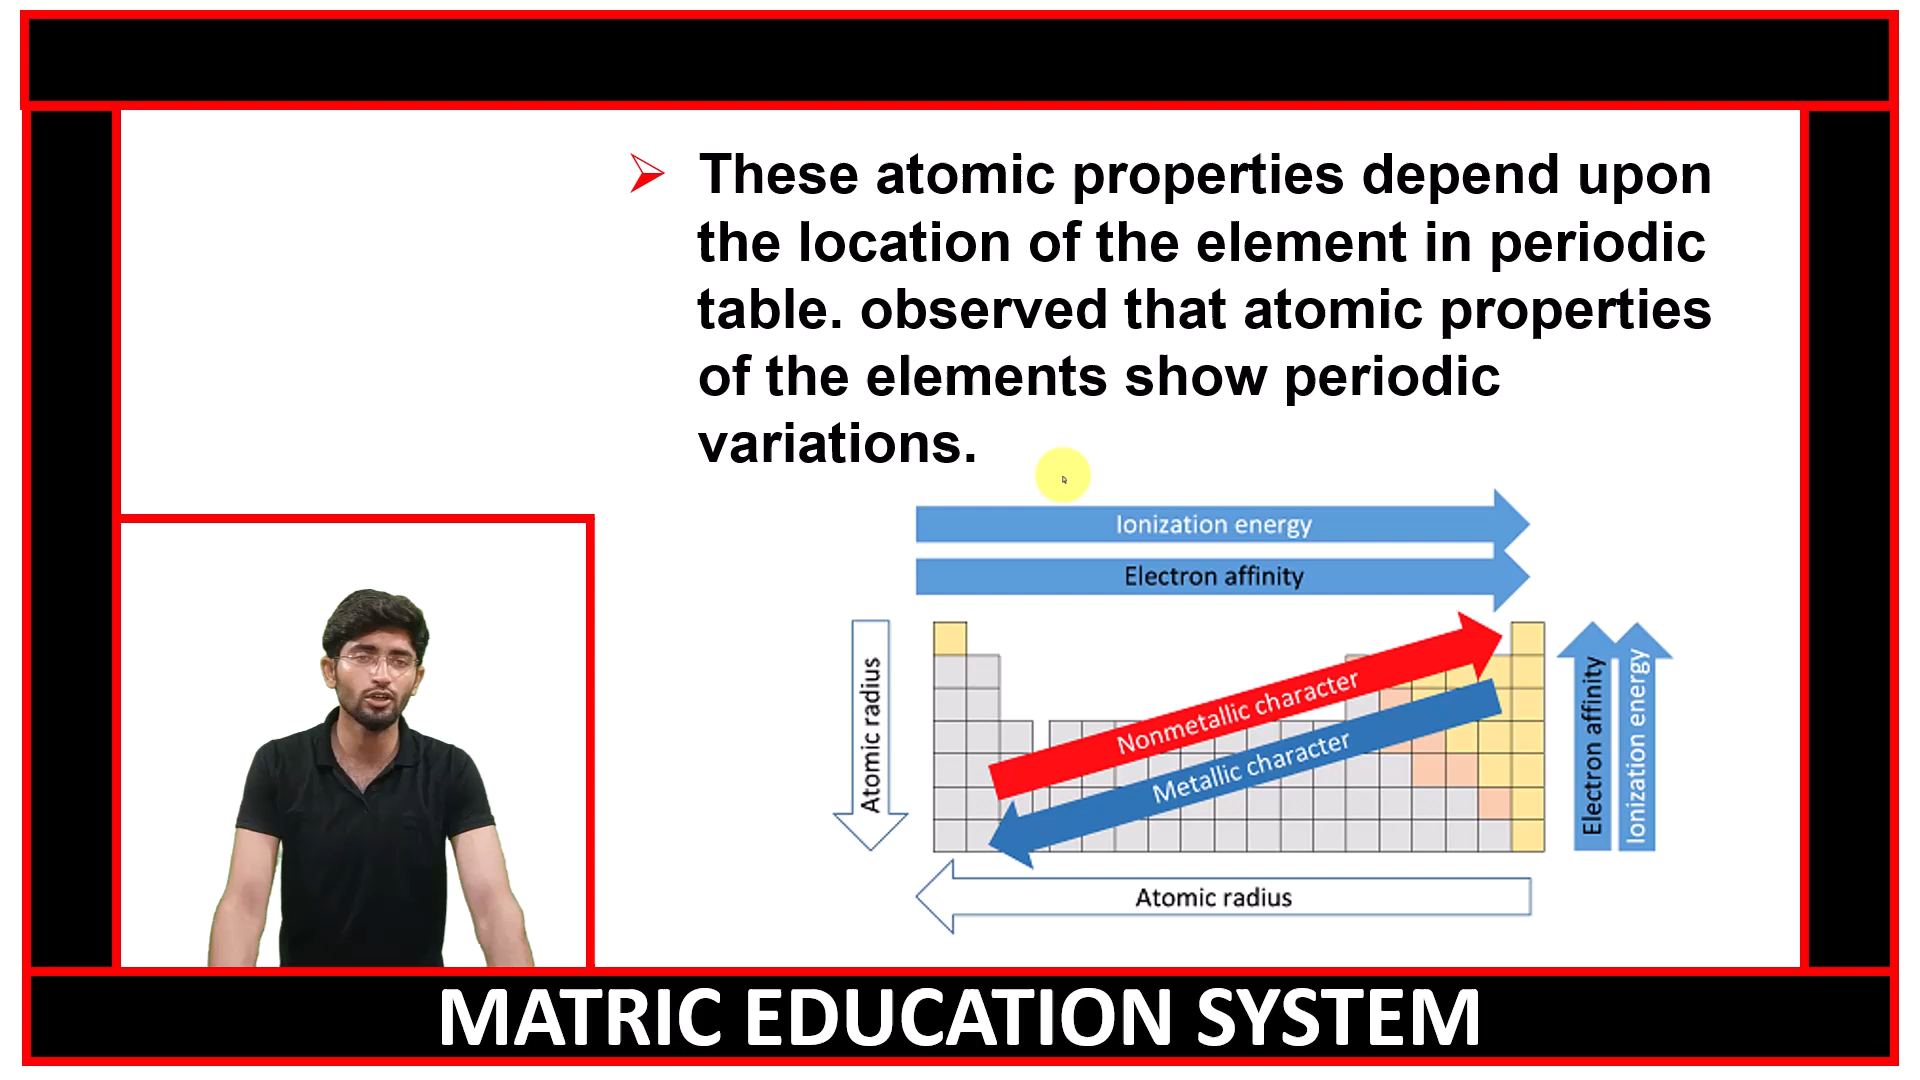 These atomic properties depend upon
the location of the element in periodic
table. observed that atomic properties
of the elements show periodic
variations.
Ionization energy
Electron affinity
Atomic radius
Nonmetallic character
Metallic character
Electron affinity
Ionization energy
Atomic radius
MATRIC EDUCATION SYSTEM